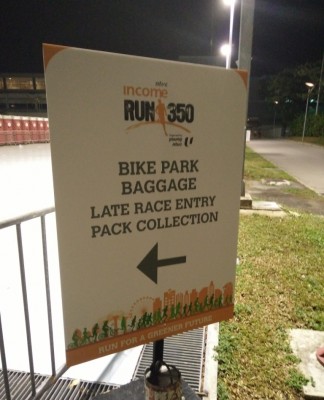 income
RUN 350
BIKE PARK
BAGGAGE
LATE RACE ENTRY
PACK COLLECTION
RUN FOR A GREENER FUTURE